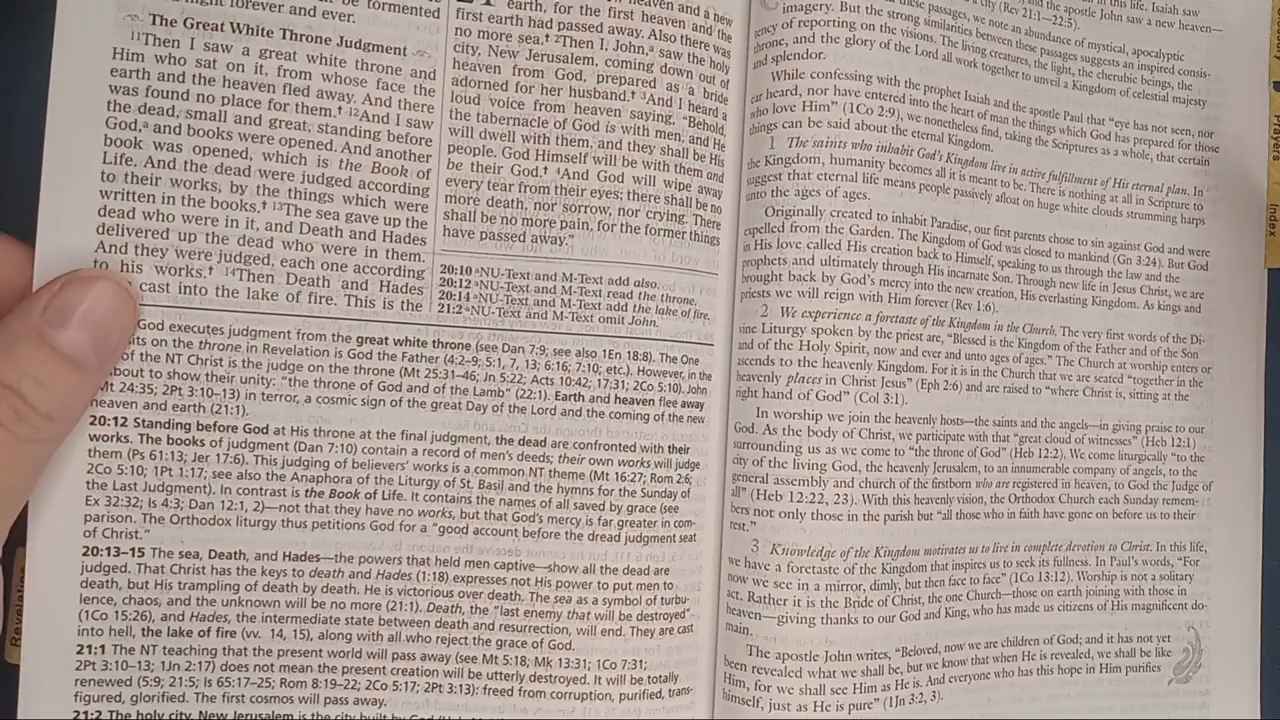 be tormented
night forever and ever.
The Great White Throne Judgment
11Then I saw a great white throne and
Him who sat on it, from whose face the
earth and the heaven fled away. And there
was found no place for them.† 12And I saw
the dead, small and great, standing before
God,a and books were opened. And another
book was opened, which is the Book of
Life. And the dead were judged according
to their works, by the things which were
written in the books.† 13The sea gave up the
dead who were in it, and Death and Hades
delivered up the dead who were in them.
And they were judged, each one according
to his works.† 14Then Death and Hades
cast into the lake of fire. This is the
heaven and a new
earth, for the first heaven and the
first earth had passed away. Also there was
no more sea.† 2Then I, John,a saw the holy
city, New Jerusalem, coming down out of
heaven from God, prepared as a bride
adorned for her husband.† 3And I heard a
loud voice from heaven saying, "Behold,
the tabernacle of God is with men, and He
will dwell with them, and they shall be His
people. God Himself will be with them and
be their God.† 4And God will wipe away
every tear from their eyes; there shall be no
more death, nor sorrow, nor crying. There
shall be no more pain, for the former things
have passed away."
20:10 aNU-Text and M-Text add also.
20:12 aNU-Text and M-Text read the throne.
20:14 aNU-Text and M-Text add the lake of fire.
21:2 aNU-Text and M-Text omit John.
God executes judgment from the great white throne (see Dan 7:9; see also 1En 18:8). The One
its on the throne in Revelation is God the Father (4:2–9; 5:1, 7, 13; 6:16; 7:10; etc.). However, in the
of the NT Christ is the judge on the throne (Mt 25:31–46; Jn 5:22; Acts 10:42; 17:31; 2Co 5:10). John
bout to show their unity: "the throne of God and of the Lamb" (22:1). Earth and heaven flee away
Mt 24:35; 2Pt 3:10–13) in terror, a cosmic sign of the great Day of the Lord and the coming of the new
heaven and earth (21:1).
20:12 Standing before God at His throne at the final judgment, the dead are confronted with their
works. The books of judgment (Dan 7:10) contain a record of men's deeds; their own works will judge
them (Ps 61:13; Jer 17:6). This judging of believers' works is a common NT theme (Mt 16:27; Rom 2:6;
2Co 5:10; 1Pt 1:17; see also the Anaphora of the Liturgy of St. Basil and the hymns for the Sunday of
the Last Judgment). In contrast is the Book of Life. It contains the names of all saved by grace (see
Ex 32:32; Is 4:3; Dan 12:1, 2)—not that they have no works, but that God's mercy is far greater in com-
parison. The Orthodox liturgy thus petitions God for a "good account before the dread judgment seat
of Christ."
20:13–15 The sea, Death, and Hades—the powers that held men captive—show all the dead are
judged. That Christ has the keys to death and Hades (1:18) expresses not His power to put men to
death, but His trampling of death by death. He is victorious over death. The sea as a symbol of turbu-
lence, chaos, and the unknown will be no more (21:1). Death, the "last enemy that will be destroyed"
(1Co 15:26), and Hades, the intermediate state between death and resurrection, will end. They are cast
into hell, the lake of fire (vv. 14, 15), along with all who reject the grace of God.
21:1 The NT teaching that the present world will pass away (see Mt 5:18; Mk 13:31; 1Co 7:31;
2Pt 3:10–13; 1Jn 2:17) does not mean the present creation will be utterly destroyed. It will be totally
renewed (5:9; 21:5; Is 65:17–25; Rom 8:19–22; 2Co 5:17; 2Pt 3:13): freed from corruption, purified, trans-
figured, glorified. The first cosmos will pass away.
21:2 The holy city, New Jerusalem is the city built by God
in this life. Isaiah saw
and the apostle John saw a new heaven—
city (Rev 21:1—22:5).
these passages, we note an abundance of mystical, apocalyptic
imagery. But the strong similarities between these passages suggests an inspired consis-
tency of reporting on the visions. The living creatures, the light, the cherubic beings, the
throne, and the glory of the Lord all work together to unveil a Kingdom of celestial majesty
and splendor.
While confessing with the prophet Isaiah and the apostle Paul that "eye has not seen, nor
ear heard, nor have entered into the heart of man the things which God has prepared for those
who love Him" (1Co 2:9), we nonetheless find, taking the Scriptures as a whole, that certain
things can be said about the eternal Kingdom.
1 The saints who inhabit God's Kingdom live in active fulfillment of His eternal plan. In
the Kingdom, humanity becomes all it is meant to be. There is nothing at all in Scripture to
suggest that eternal life means people passively afloat on huge white clouds strumming harps
unto the ages of ages.
Originally created to inhabit Paradise, our first parents chose to sin against God and were
expelled from the Garden. The Kingdom of God was closed to mankind (Gn 3:24). But God
in His love called His creation back to Himself, speaking to us through the law and the
prophets and ultimately through His incarnate Son. Through new life in Jesus Christ, we are
brought back by God's mercy into the new creation, His everlasting Kingdom. As kings and
priests we will reign with Him forever (Rev 1:6).
2 We experience a foretaste of the Kingdom in the Church. The very first words of the Di-
vine Liturgy spoken by the priest are, "Blessed is the Kingdom of the Father and of the Son
and of the Holy Spirit, now and ever and unto ages of ages." The Church at worship enters or
ascends to the heavenly Kingdom. For it is in the Church that we are seated "together in the
heavenly places in Christ Jesus" (Eph 2:6) and are raised to "where Christ is, sitting at the
right hand of God" (Col 3:1).
In worship we join the heavenly hosts—the saints and the angels—in giving praise to our
God. As the body of Christ, we participate with that "great cloud of witnesses" (Heb 12:1)
surrounding us as we come to "the throne of God" (Heb 12:2). We come liturgically "to the
city of the living God, the heavenly Jerusalem, to an innumerable company of angels, to the
general assembly and church of the firstborn who are registered in heaven, to God the Judge of
all" (Heb 12:22, 23). With this heavenly vision, the Orthodox Church each Sunday remem-
bers not only those in the parish but "all those who in faith have gone on before us to their
rest."
3 Knowledge of the Kingdom motivates us to live in complete devotion to Christ. In this life,
we have a foretaste of the Kingdom that inspires us to seek its fullness. In Paul's words, "For
now we see in a mirror, dimly, but then face to face" (1Co 13:12). Worship is not a solitary
act. Rather it is the Bride of Christ, the one Church—those on earth joining with those in
heaven—giving thanks to our God and King, who has made us citizens of His magnificent do-
main.
The apostle John writes, "Beloved, now we are children of God; and it has not yet
been revealed what we shall be, but we know that when He is revealed, we shall be like
Him, for we shall see Him as He is. And everyone who has this hope in Him purifies
himself, just as He is pure" (1Jn 3:2, 3).
Prayers
Index
Revelation